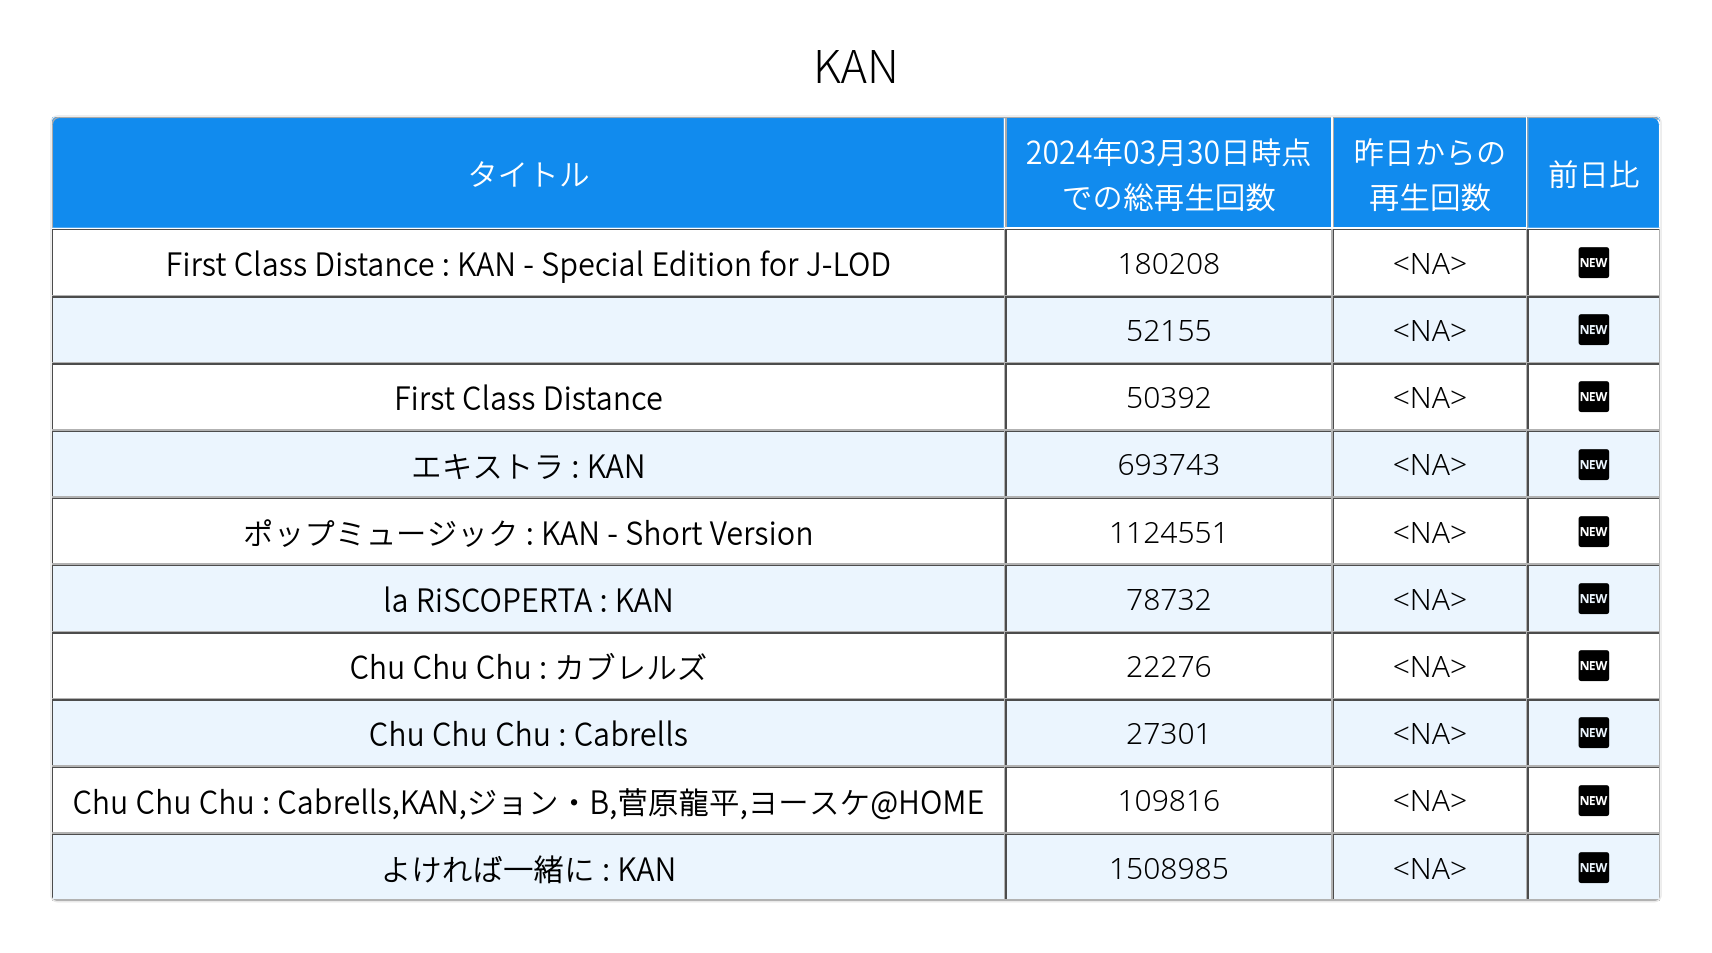 KAN
タイトル
2024年03月30日時点
での総再生回数
昨日からの
再生回数
前日比
First Class Distance : KAN - Special Edition for J-LOD 180208 <NA> NEW
52155 <NA> NEW
First Class Distance 50392 <NA> NEW
エキストラ : KAN 693743 <NA> NEW
ポップミュージック : KAN - Short Version 1124551 <NA> NEW
la RiSCOPERTA : KAN 78732 <NA> NEW
Chu Chu Chu : カブレルズ 22276 <NA> NEW
Chu Chu Chu : Cabrells 27301 <NA> NEW
Chu Chu Chu : Cabrells,KAN,ジョン・B,菅原龍平,ヨースケ@HOME 109816 <NA> NEW
よければ一緒に : KAN 1508985 <NA> NEW